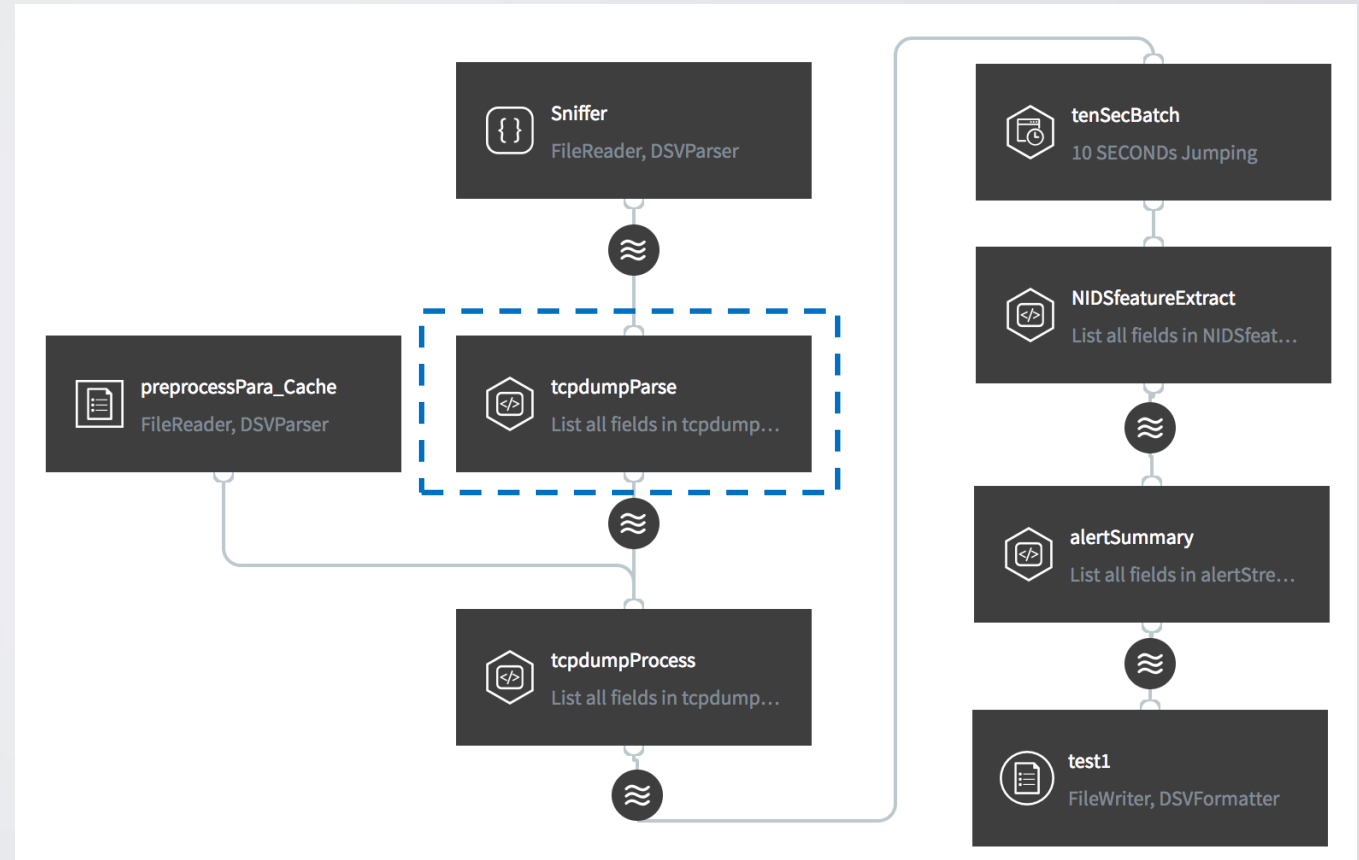 Sniffer
FileReader, DSVParser
preprocessPara_Cache
FileReader, DSVParser
tcpdumpParse
List all fields in tcpdump…
tcpdumpProcess
List all fields in tcpdump…
tenSecBatch
10 SECONDs Jumping
NIDSfeatureExtract
List all fields in NIDSfeat…
alertSummary
List all fields in alertStre…
test1
FileWriter, DSVFormatter